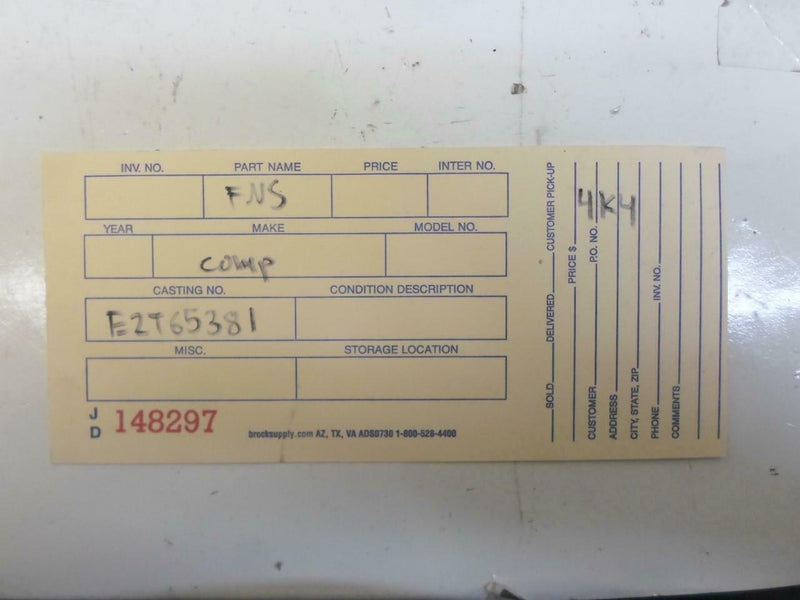 INV. NO. PART NAME PRICE INTER NO.
FNS
YEAR MAKE MODEL NO.
comp
CASTING NO. CONDITION DESCRIPTION
E2T65381
MISC. STORAGE LOCATION
J D 148297
brocksupply.com AZ, TX, VA ADS0730 1-800-528-4400
SOLD DELIVERED CUSTOMER PICK-UP
PRICE $
4K4
CUSTOMER P.O. NO.
ADDRESS
CITY, STATE, ZIP
PHONE INV. NO.
COMMENTS